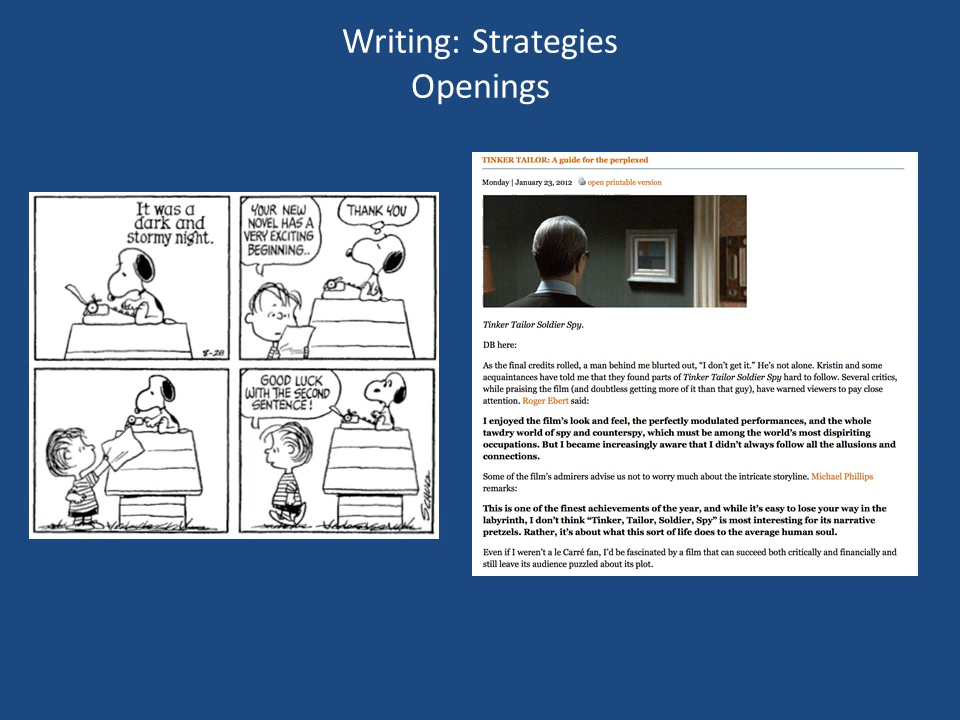 Writing: Strategies
Openings
It was a
dark and
stormy night.
8-28
YOUR NEW
NOVEL HAS A
VERY EXCITING
BEGINNING..
THANK YOU
GOOD LUCK
WITH THE SECOND
SENTENCE!
SCHULZ
TINKER TAILOR: A guide for the perplexed
Monday | January 23, 2012 open printable version
Tinker Tailor Soldier Spy.
DB here:
As the final credits rolled, a man behind me blurted out, “I don’t get it.” He’s not alone. Kristin and some
acquaintances have told me that they found parts of Tinker Tailor Soldier Spy hard to follow. Several critics,
while praising the film (and doubtless getting more of it than that guy), have warned viewers to pay close
attention. Roger Ebert said:
I enjoyed the film’s look and feel, the perfectly modulated performances, and the whole
tawdry world of spy and counterspy, which must be among the world’s most dispiriting
occupations. But I became increasingly aware that I didn’t always follow all the allusions and
connections.
Some of the film’s admirers advise us not to worry much about the intricate storyline. Michael Phillips
remarks:
This is one of the finest achievements of the year, and while it’s easy to lose your way in the
labyrinth, I don’t think “Tinker, Tailor, Soldier, Spy” is most interesting for its narrative
pretzels. Rather, it’s about what this sort of life does to the average human soul.
Even if I weren’t a le Carré fan, I’d be fascinated by a film that can succeed both critically and financially and
still leave its audience puzzled about its plot.